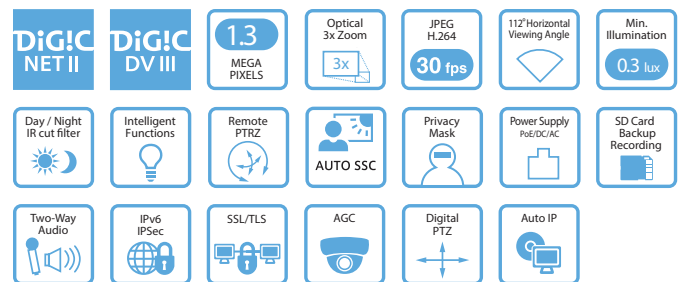 DiG!C
NET II
DiG!C
DV III
1.3
MEGA
PIXELS
Optical
3x Zoom
3x
JPEG
H.264
30 fps
112° Horizontal
Viewing Angle
Min.
Illumination
0.3 lux
Day / Night
IR cut filter
Intelligent
Functions
Remote
PTRZ
AUTO SSC
Privacy
Mask
Power Supply
PoE/DC/AC
SD Card
Backup
Recording
Two-Way
Audio
IPv6
IPSec
SSL/TLS
AGC
Digital
PTZ
Auto IP